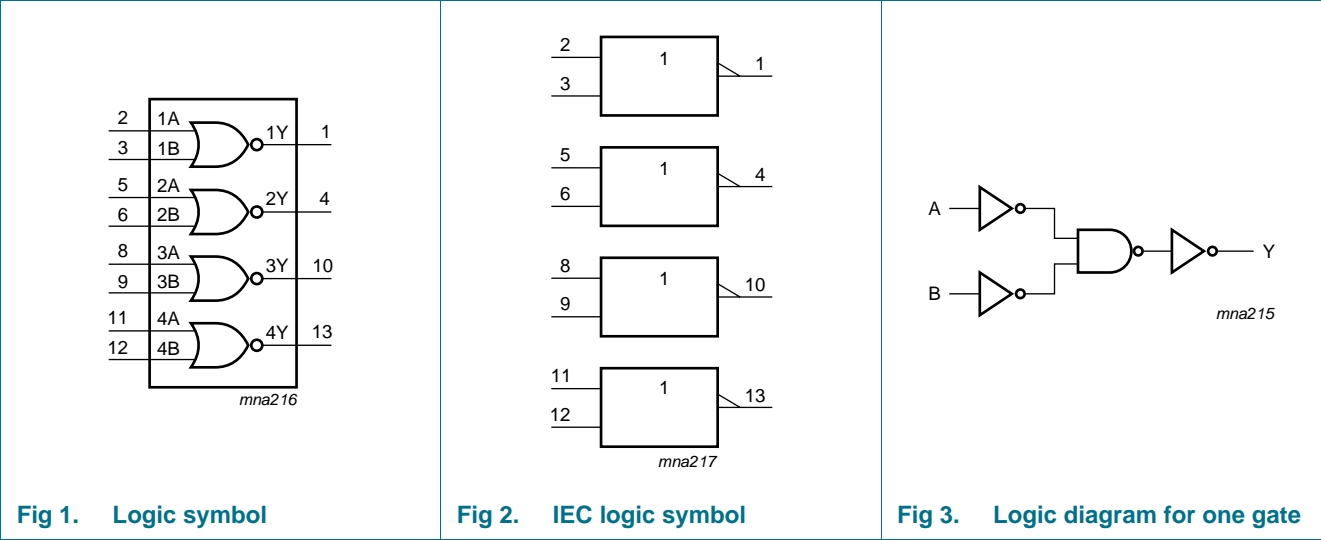 2 1A 1Y 1
3 1B
5 2A 2Y 4
6 2B
8 3A 3Y 10
9 3B
11 4A 4Y 13
12 4B
mna216
Fig 1. Logic symbol
2 1 1
3
5 1 4
6
8 1 10
9
11 1 13
12
mna217
Fig 2. IEC logic symbol
A
B
Y
mna215
Fig 3. Logic diagram for one gate